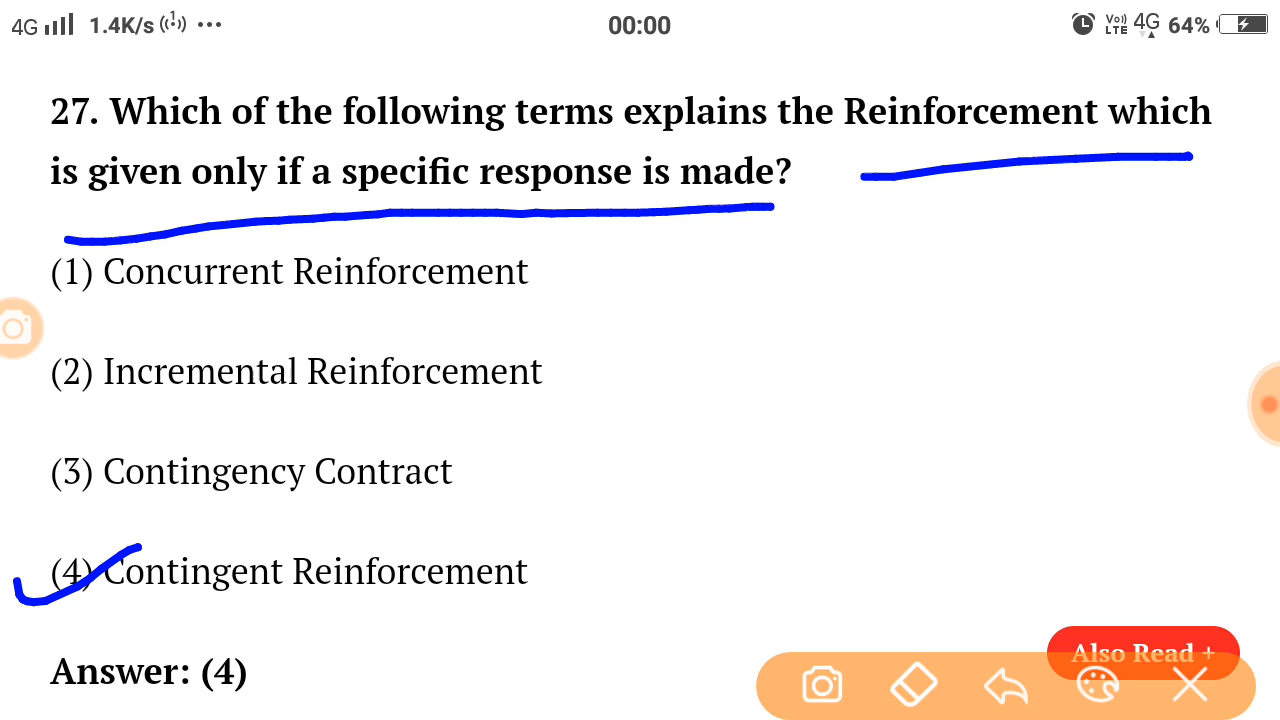 4G 1.4K/s 1 00:00 Vo)) LTE 4G 64%
27. Which of the following terms explains the Reinforcement which
is given only if a specific response is made?
(1) Concurrent Reinforcement
(2) Incremental Reinforcement
(3) Contingency Contract
(4) Contingent Reinforcement
Also Read +
Answer: (4)